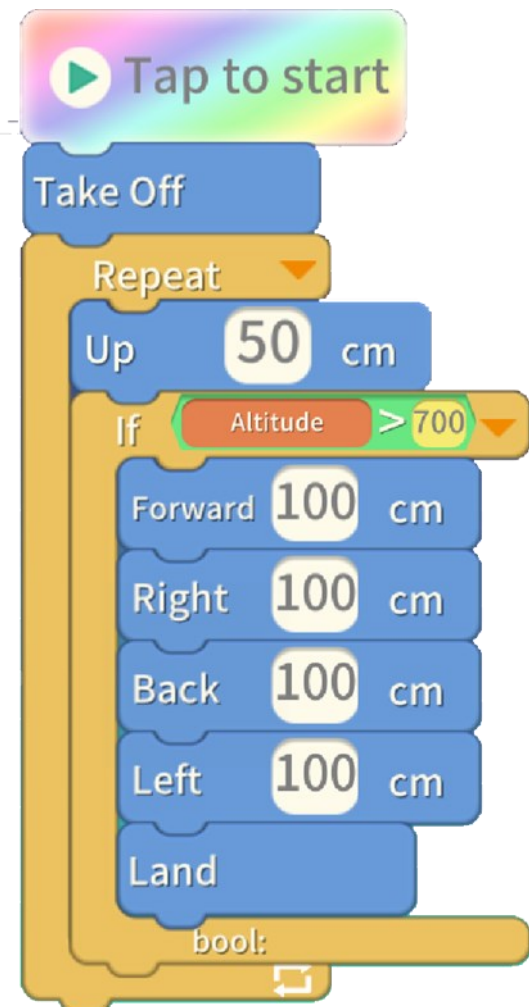 Tap to start
Take Off
Repeat
Up 50 cm
If Altitude > 700
Forward 100 cm
Right 100 cm
Back 100 cm
Left 100 cm
Land
bool: